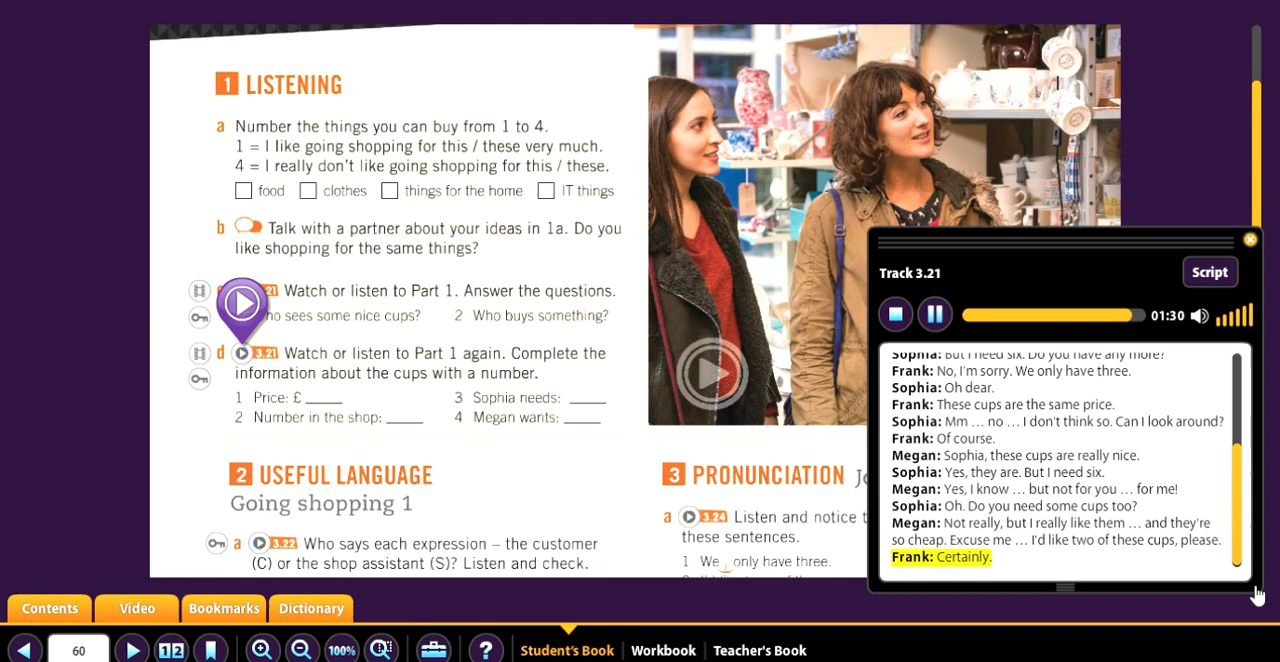 1 LISTENING
a Number the things you can buy from 1 to 4.
1 = I like going shopping for this / these very much.
4 = I really don't like going shopping for this / these.
food clothes things for the home IT things
b Talk with a partner about your ideas in 1a. Do you
like shopping for the same things?
21 Watch or listen to Part 1. Answer the questions.
ho sees some nice cups? 2 Who buys something?
d 3.21 Watch or listen to Part 1 again. Complete the
information about the cups with a number.
1 Price: £ ____ 3 Sophia needs: ____
2 Number in the shop: ____ 4 Megan wants: ____
2 USEFUL LANGUAGE
Going shopping 1
a 3.22 Who says each expression – the customer
(C) or the shop assistant (S)? Listen and check.
3 PRONUNCIATION Jo
a 3.24 Listen and notice t
these sentences.
1 We only have three.
Track 3.21
Script
01:30
Sophia: But I need six. Do you have any more?
Frank: No, I'm sorry. We only have three.
Sophia: Oh dear.
Frank: These cups are the same price.
Sophia: Mm … no … I don't think so. Can I look around?
Frank: Of course.
Megan: Sophia, these cups are really nice.
Sophia: Yes, they are. But I need six.
Megan: Yes, I know … but not for you … for me!
Sophia: Oh. Do you need some cups too?
Megan: Not really, but I really like them … and they're
so cheap. Excuse me … I'd like two of these cups, please.
Frank: Certainly.
Contents Video Bookmarks Dictionary
60 1 2 100% ? Student's Book Workbook Teacher's Book